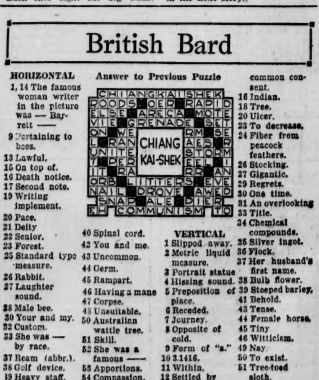 British Bard
HORIZONTAL
1, 14 The famous
woman writer
in the picture
was — Bar-
rett —
9 Pertaining to
bees.
13 Lawful.
15 On top of.
16 Death notice.
17 Second note.
19 Writing
implement.
20 Pace.
21 Deity
22 Senior.
23 Forest.
25 Standard type
measure.
26 Rabbit.
27 Laughter
sound.
28 Male bee.
30 Your and my.
32 Custom.
33 She was —
by race.
37 Ream (abbr.).
38 Golf device.
39 Heavy staff.
Answer to Previous Puzzle
CHIANG
KAI-SHEK
40 Spinal cord.
42 You and me.
43 Uncommon.
44 Germ.
45 Rampart.
46 Having a mane
47 Corpse.
48 Unsuitable.
50 Australian
wattle tree.
51 Skill.
52 She was a
famous —
53 Apportions.
54 Compassion.
VERTICAL
1 Slipped away.
2 Metric liquid
measure.
3 Portrait statue
4 Hissing sound.
5 Preposition of
place.
6 Receded.
7 Journey.
8 Opposite of
cold.
9 Form of "a."
10 3.1416.
11 Within.
12 Settled by
common con-
sent.
16 Indian.
18 Tree.
20 Ulcer.
23 To decrease.
24 Fiber from
peacock
feathers.
26 Stocking.
27 Gigantic.
29 Regrets.
30 One time.
31 An overlooking
33 Title.
34 Chemical
compounds.
35 Silver ingot.
36 Flock.
37 Her husband's
first name.
38 Bulb flower.
39 Steeped barley.
41 Behold.
43 Tense.
44 Female horse.
45 Tiny
46 Witticism.
49 Nay.
50 To exist.
51 Tree-toad